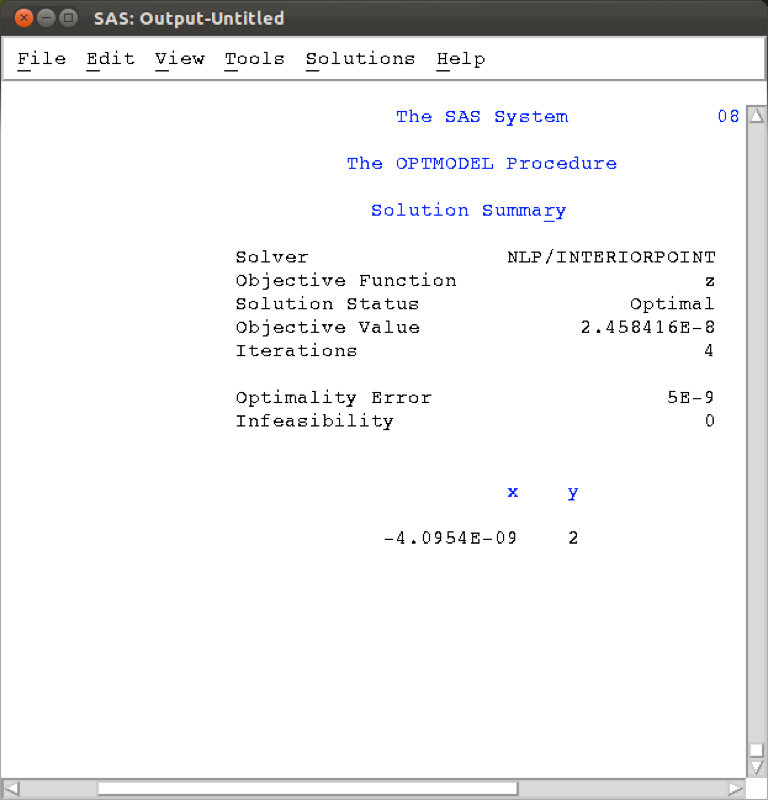 SAS: Output-Untitled
File Edit View Tools Solutions Help
The SAS System 08
The OPTMODEL Procedure
Solution Summary
Solver NLP/INTERIORPOINT
Objective Function z
Solution Status Optimal
Objective Value 2.458416E-8
Iterations 4
Optimality Error 5E-9
Infeasibility 0
x y
-4.0954E-09 2